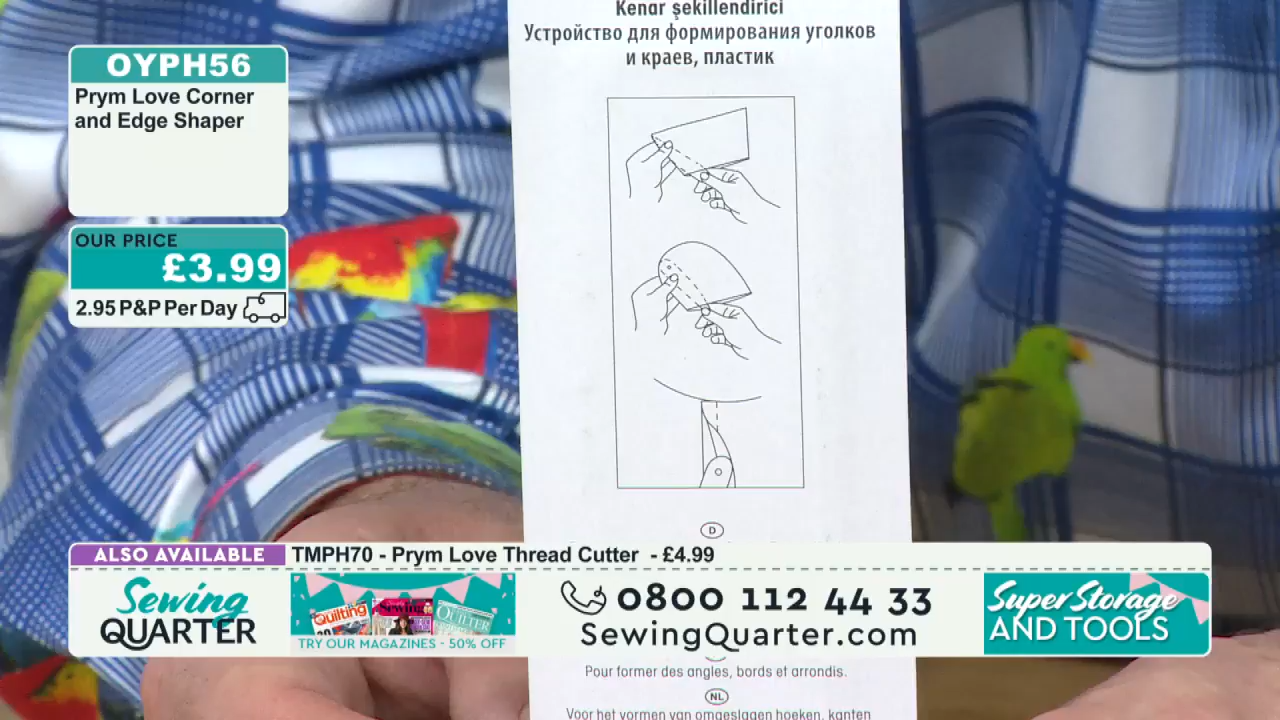 Kenar şekillendirici
Устройство для формирования уголков
и краев, пластик
OYPH56
Prym Love Corner
and Edge Shaper
OUR PRICE
£3.99
2.95 P&P Per Day
D
ALSO AVAILABLE
TMPH70 - Prym Love Thread Cutter - £4.99
Sewing
QUARTER
Quilting
Sewing
QUILTER
TRY OUR MAGAZINES - 50% OFF
0800 112 44 33
SewingQuarter.com
Super Storage
AND TOOLS
Pour former des angles, bords et arrondis.
NL
Voor het vormen van omgeslagen hoeken, kanten